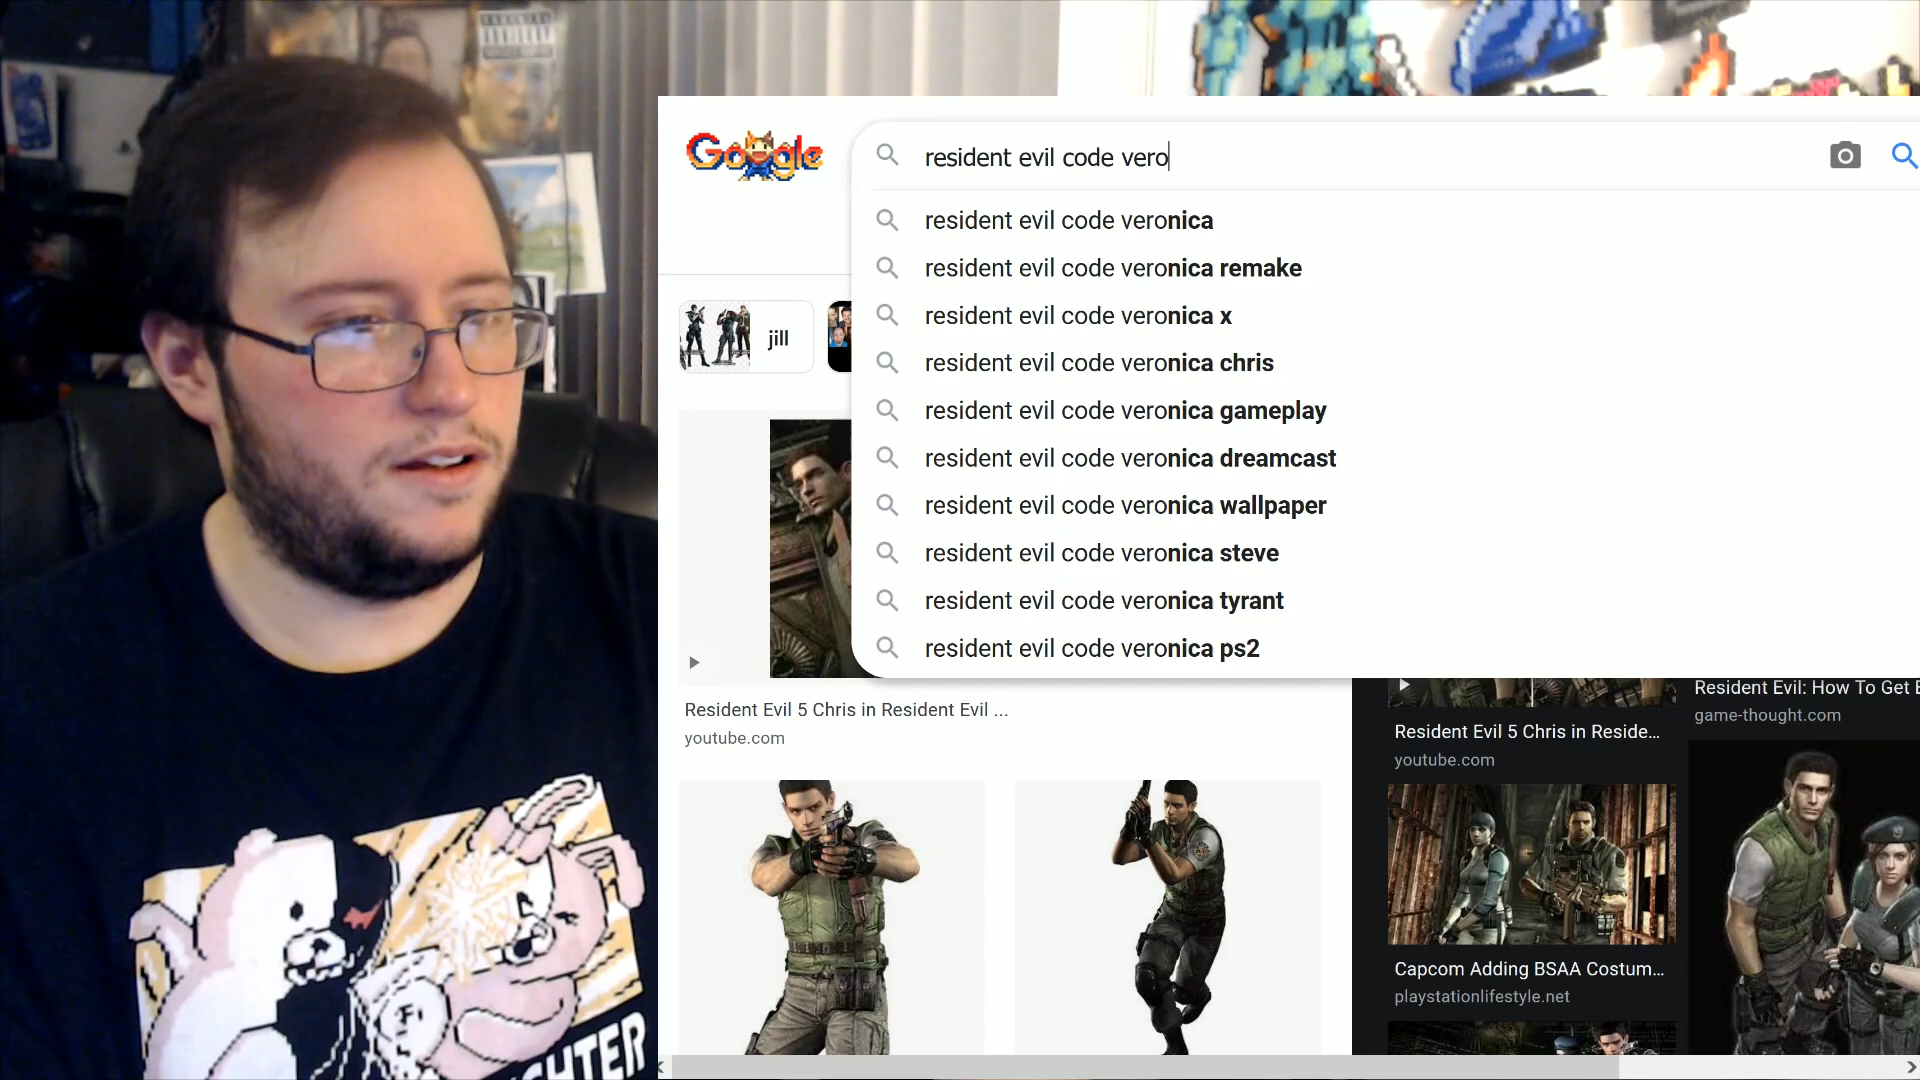 Google
resident evil code vero
resident evil code veronica
resident evil code veronica remake
resident evil code veronica x
resident evil code veronica chris
resident evil code veronica gameplay
resident evil code veronica dreamcast
resident evil code veronica wallpaper
resident evil code veronica steve
resident evil code veronica tyrant
resident evil code veronica ps2
jill
Resident Evil 5 Chris in Resident Evil ...
youtube.com
Resident Evil 5 Chris in Reside...
youtube.com
Resident Evil: How To Get
game-thought.com
Capcom Adding BSAA Costum...
playstationlifestyle.net